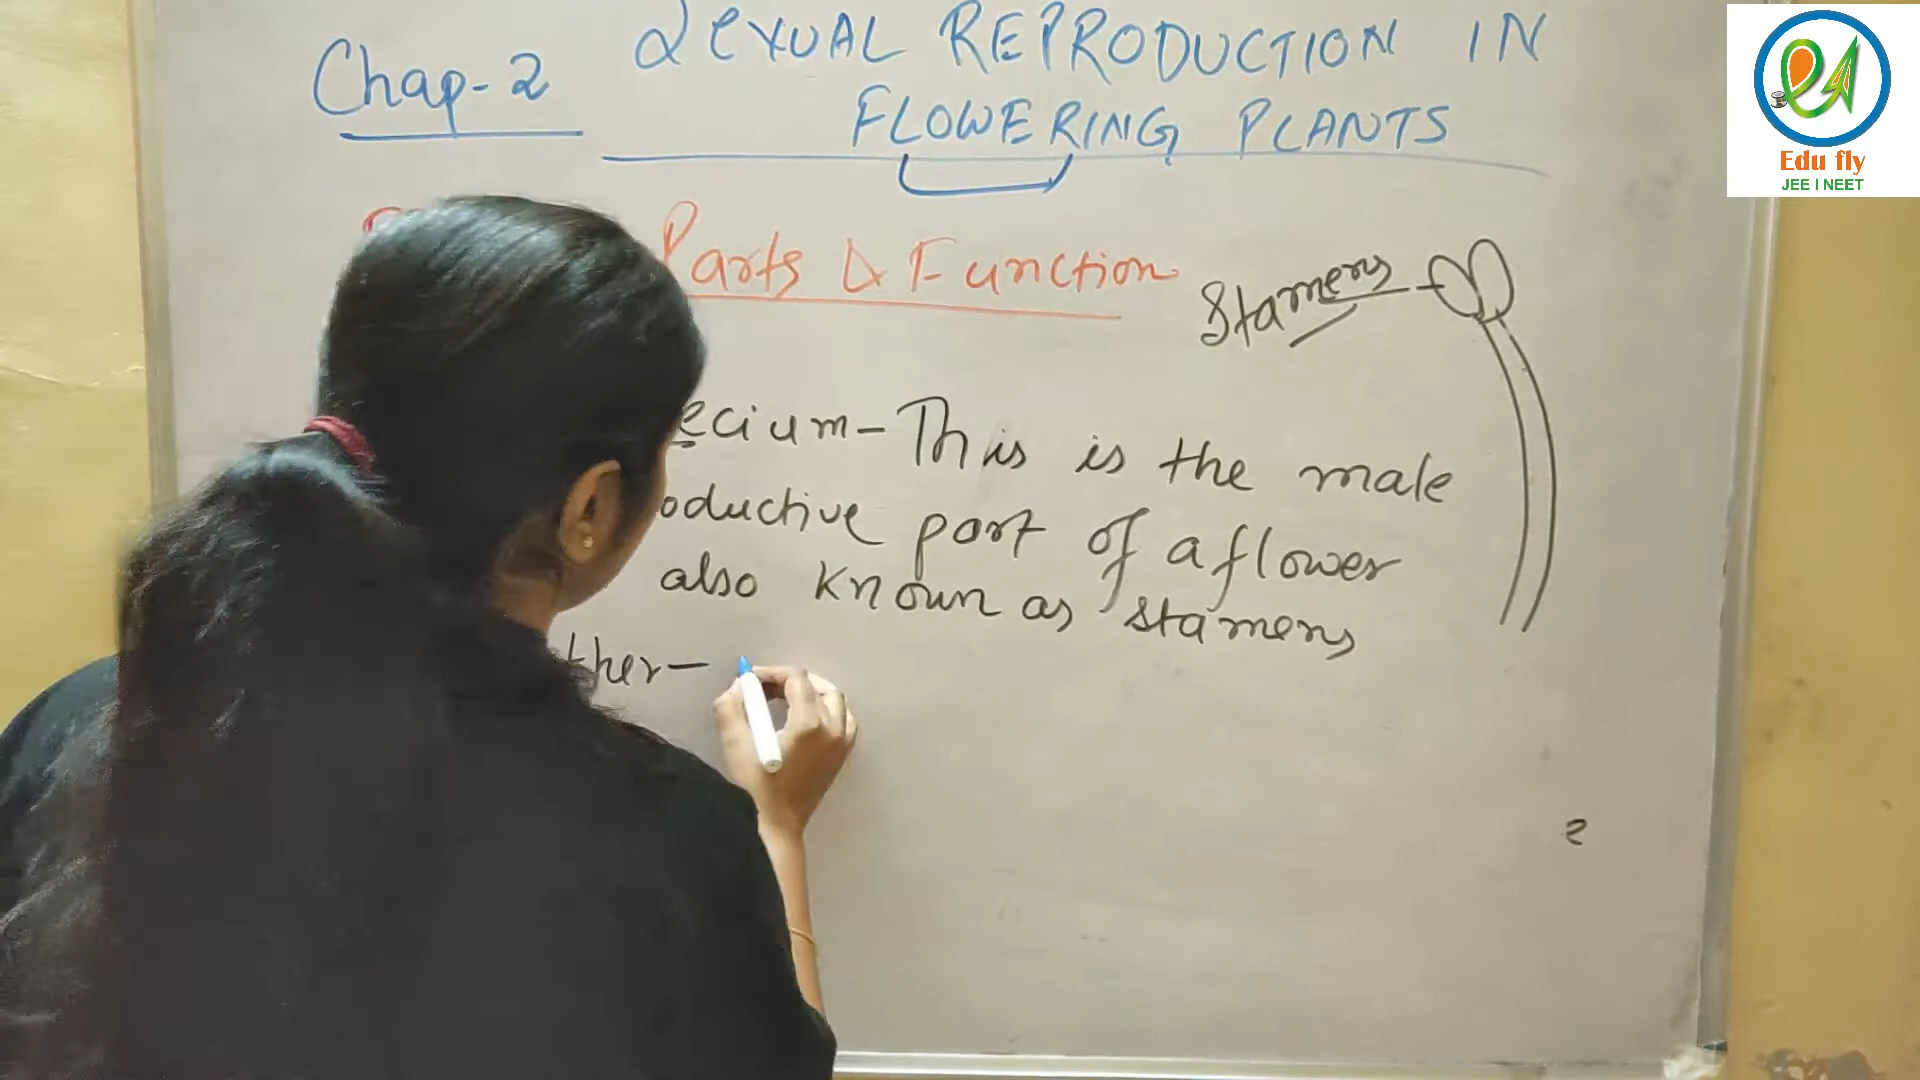 Chap-2
SEXUAL REPRODUCTION IN
FLOWERING PLANTS
Parts & Function
Stamens
ecium - This is the male
oductive part of a flower
also known as stamens
ther-
2
Edu fly
JEE I NEET